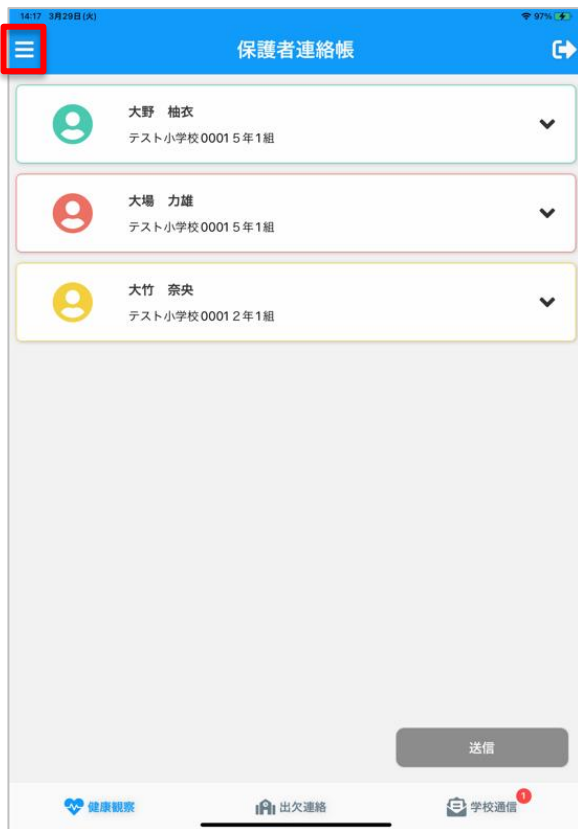 14:17 3月29日(火)
97%
保護者連絡帳
大野 柚衣
テスト小学校0001 5年1組
大場 力雄
テスト小学校0001 5年1組
大竹 奈央
テスト小学校0001 2年1組
送信
健康観察
出欠連絡
学校通信
1